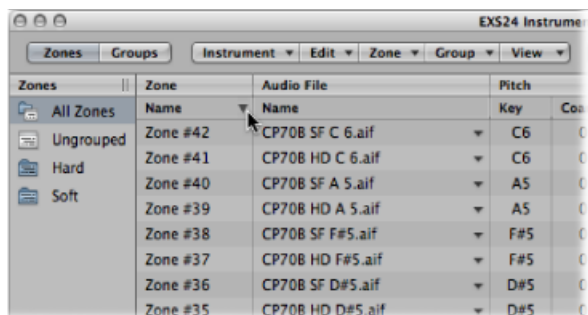 EXS24 Instrume
Zones Groups Instrument Edit Zone Group View
Zones Zone Audio File Pitch
All Zones Name Name Key Coa
Ungrouped Zone #42 CP70B SF C 6.aif C6
Hard Zone #41 CP70B HD C 6.aif C6
Soft Zone #40 CP70B SF A 5.aif A5
Zone #39 CP70B HD A 5.aif A5
Zone #38 CP70B SF F#5.aif F#5
Zone #37 CP70B HD F#5.aif F#5
Zone #36 CP70B SF D#5.aif D#5
Zone #35 CP70B HD D#5.aif D#5